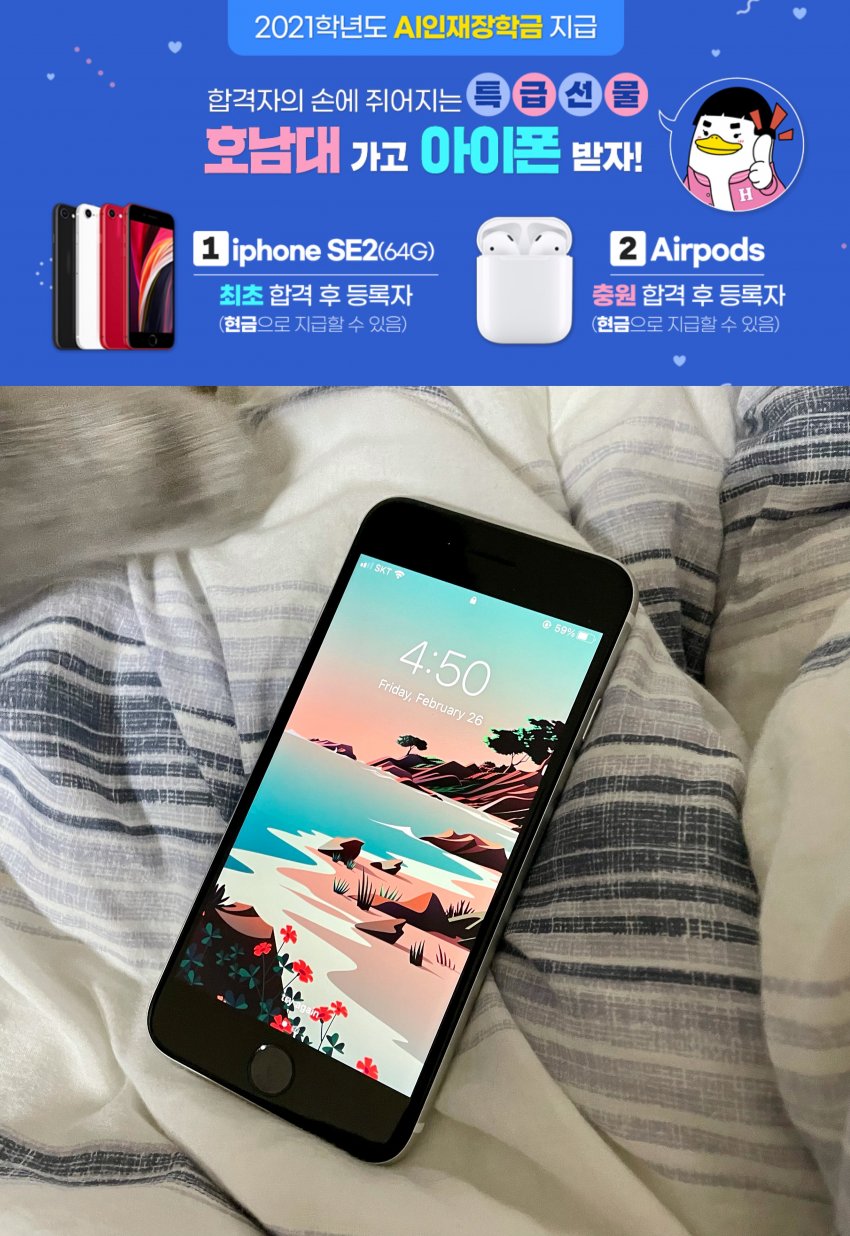 2021학년도 AI인재장학금 지급
합격자의 손에 쥐어지는 특급선물
호남대 가고 아이폰 받자!
H
1 iphone SE2(64G)
최초 합격 후 등록자
(현금으로 지급할 수 있음)
2 Airpods
충원 합격 후 등록자
(현금으로 지급할 수 있음)
SKT
59%
4:50
Friday, February 26